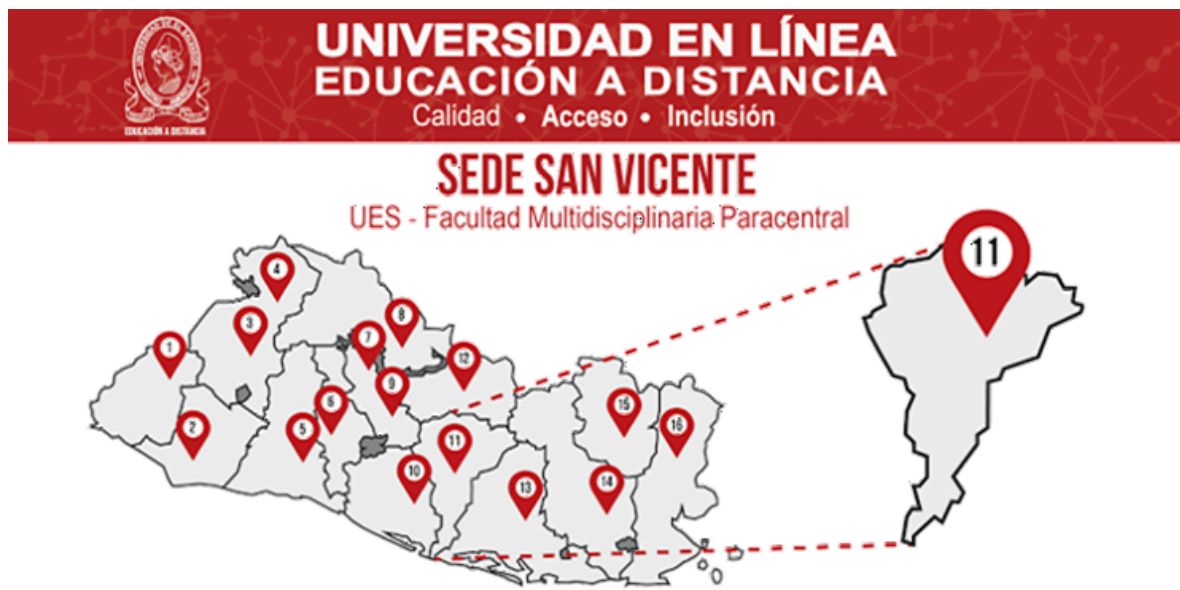 UNIVERSIDAD EN LÍNEA
EDUCACIÓN A DISTANCIA
Calidad • Acceso • Inclusión
EDUCACIÓN A DISTANCIA
SEDE SAN VICENTE
UES - Facultad Multidisciplinaria Paracentral
11
4
3
8
1
7
12
9
6
15
2
5
16
11
10
14
13